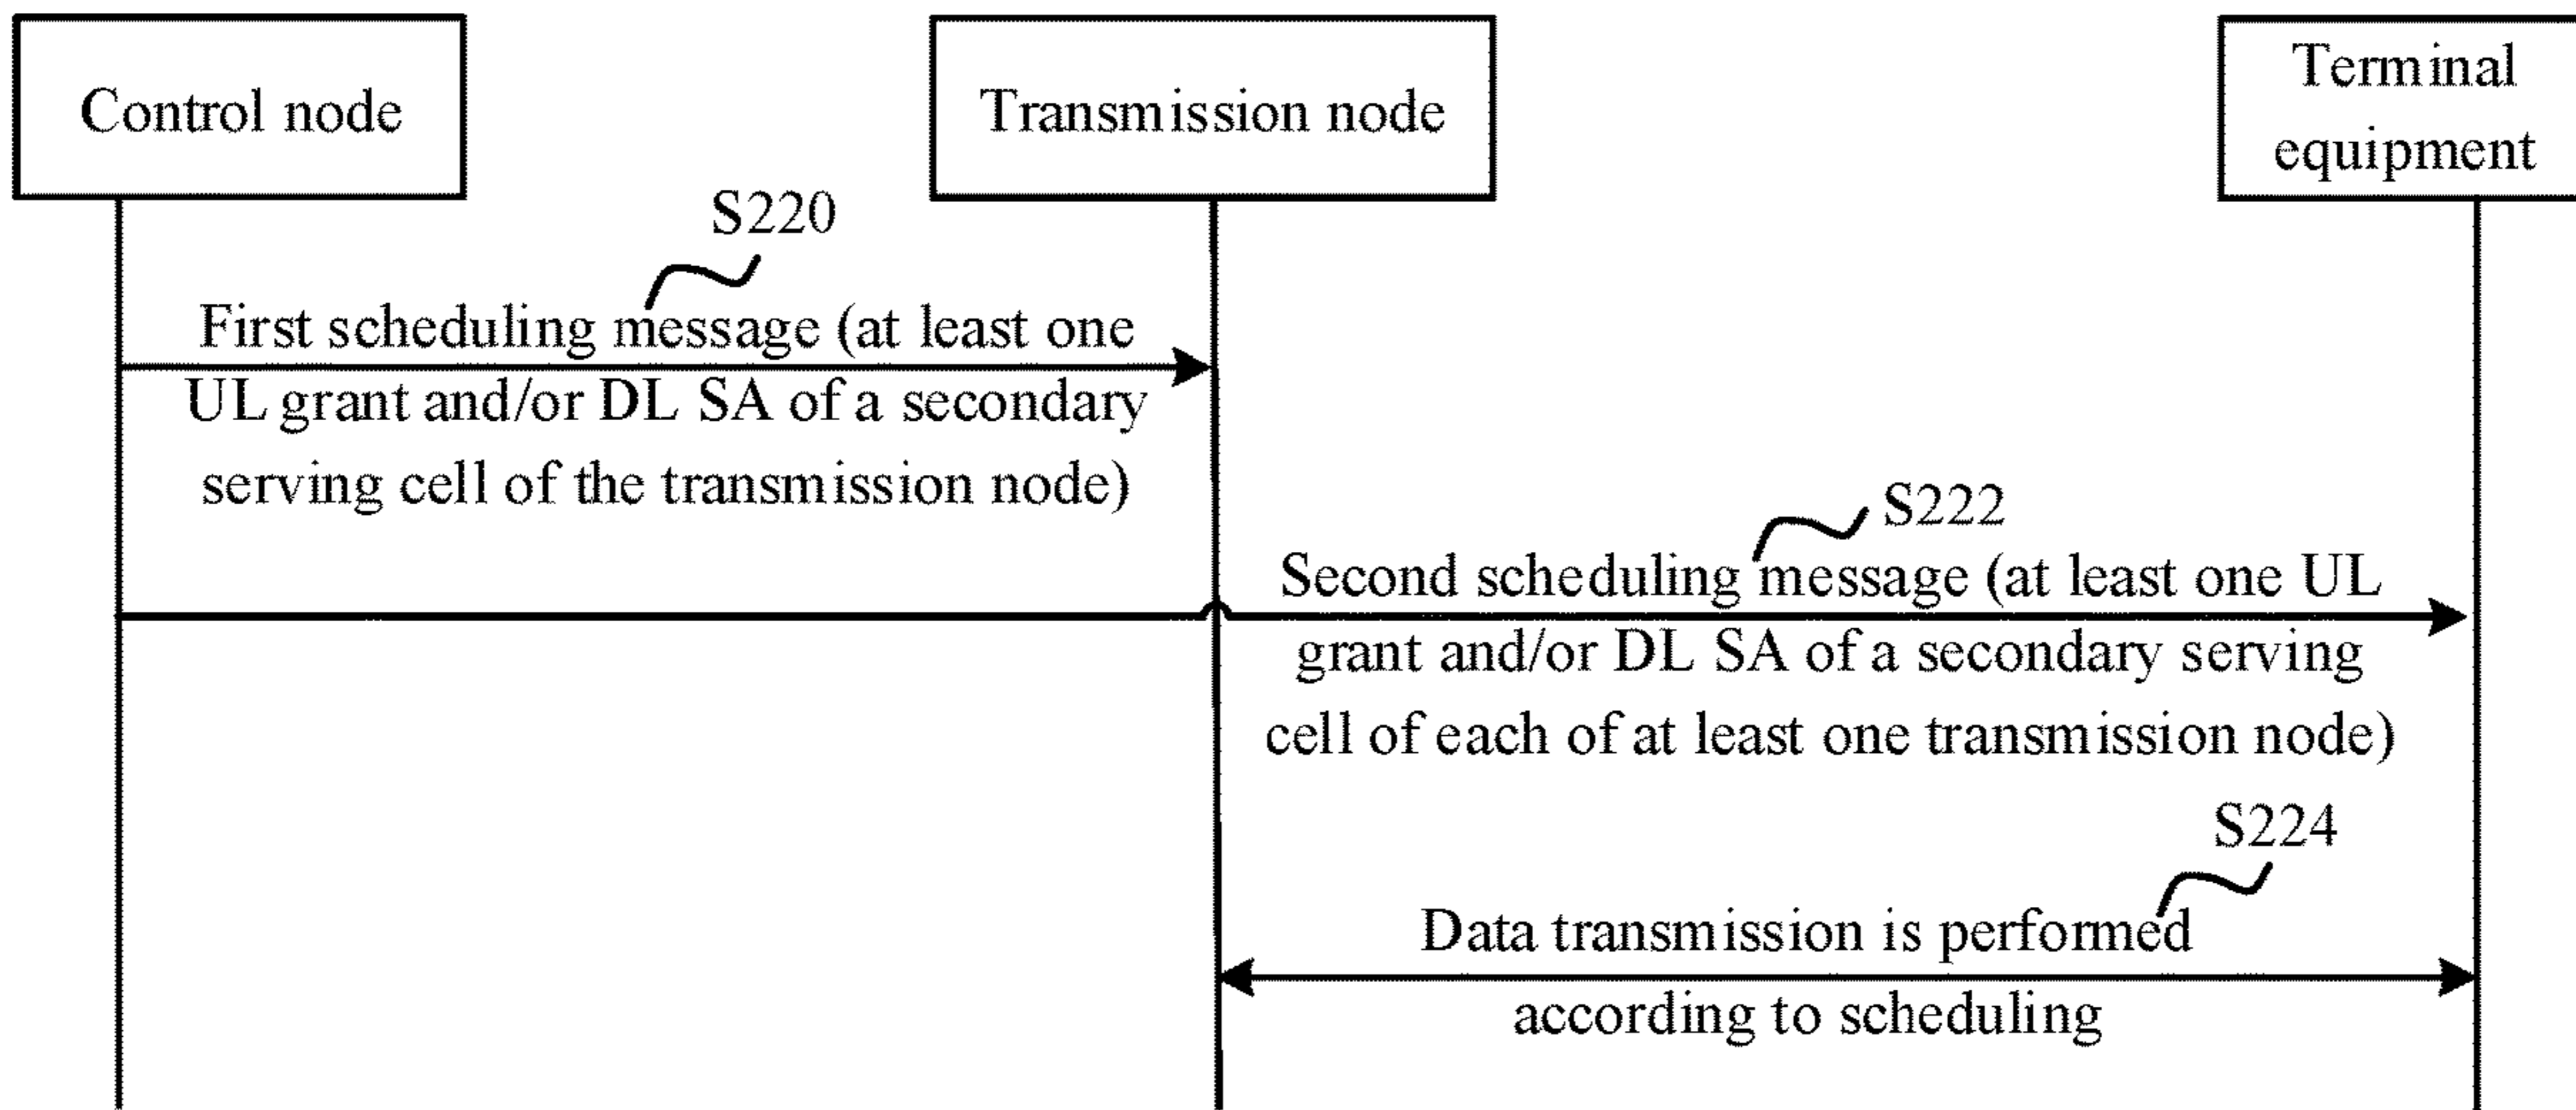 Control node
Transmission node
Terminal
equipment
S220
First scheduling message (at least one
UL grant and/or DL SA of a secondary
serving cell of the transmission node)
S222
Second scheduling message (at least one UL
grant and/or DL SA of a secondary serving
cell of each of at least one transmission node)
S224
Data transmission is performed
according to scheduling